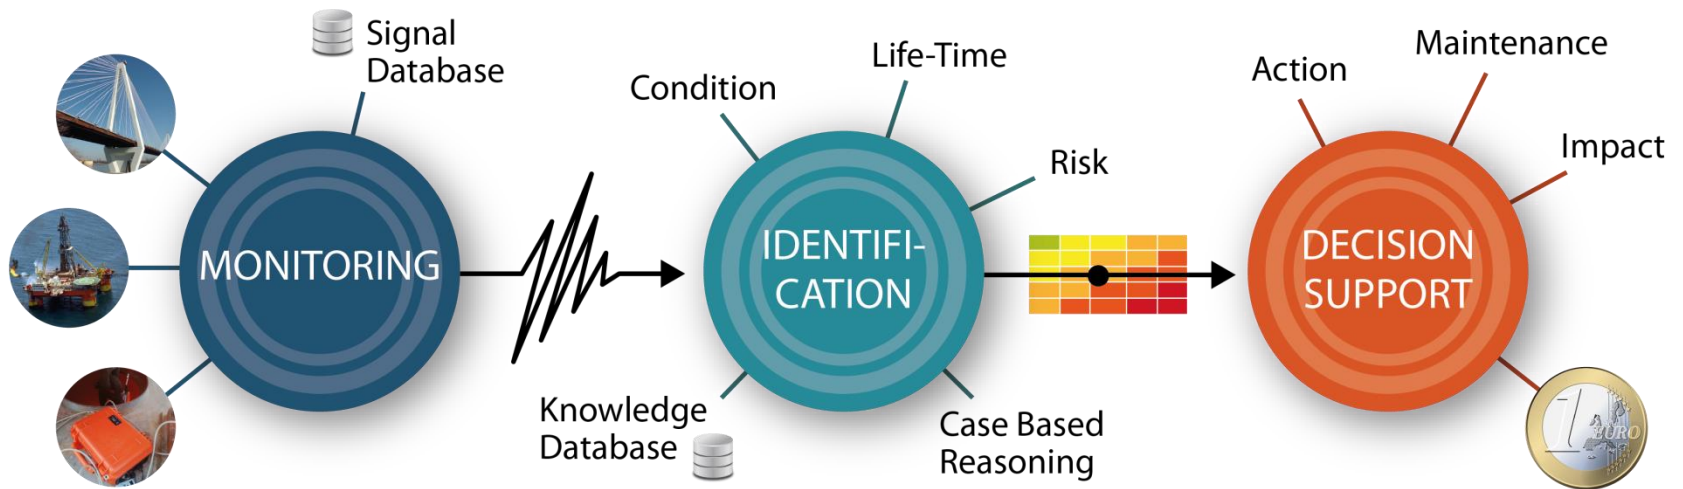 Signal
Database
MONITORING
Condition
Life-Time
Risk
IDENTIFI-
CATION
Knowledge
Database
Case Based
Reasoning
Action
Maintenance
Impact
DECISION
SUPPORT
1
EURO